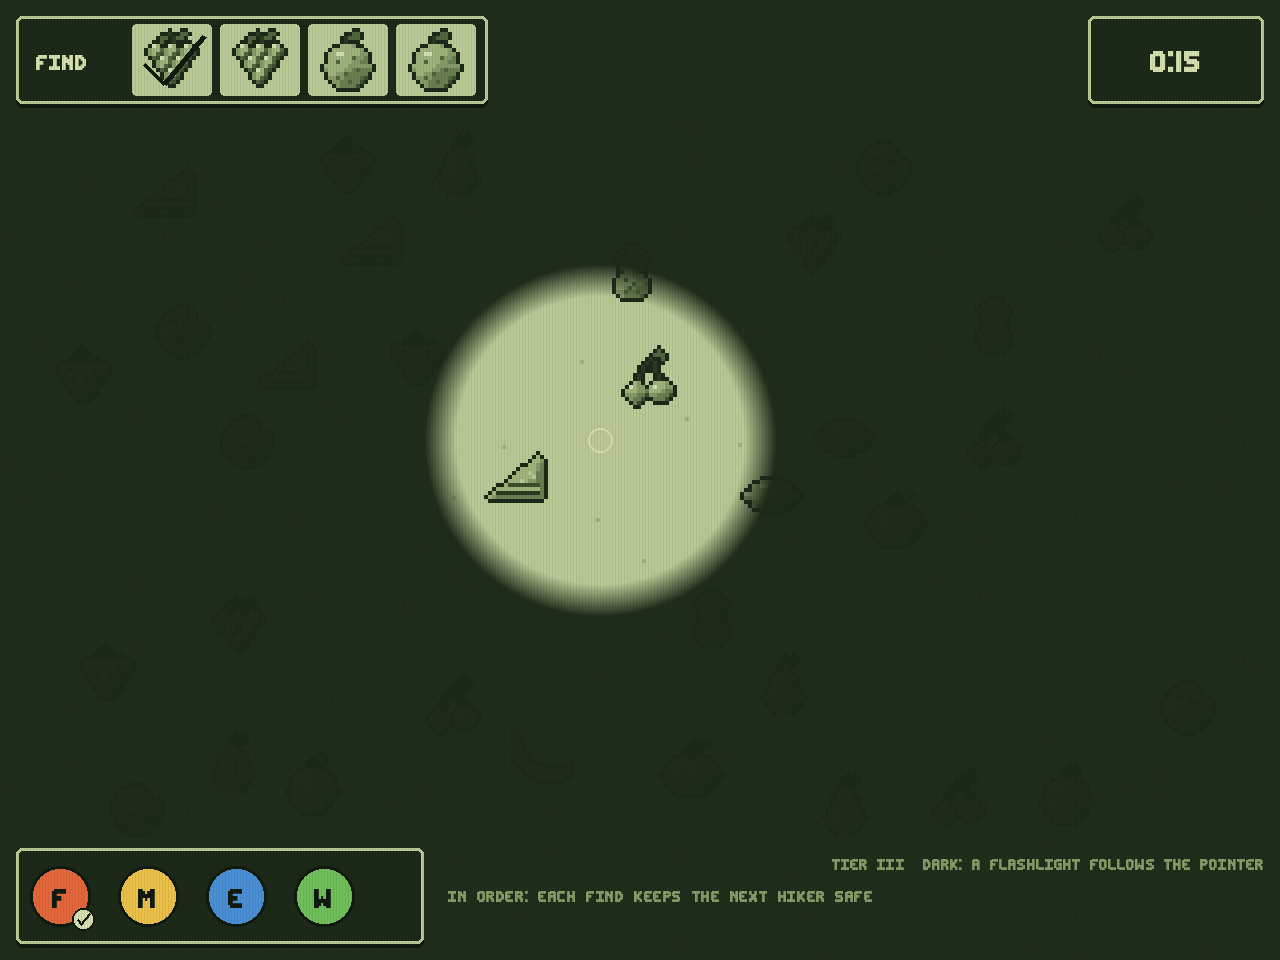 FIND
0:15
TIER III DARK: A FLASHLIGHT FOLLOWS THE POINTER
F M E W
IN ORDER: EACH FIND KEEPS THE NEXT HIKER SAFE